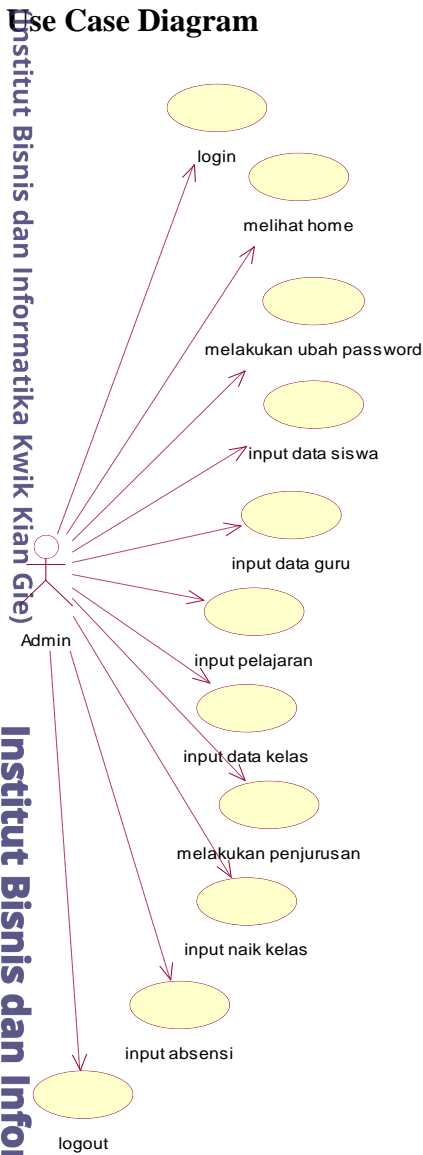 Use Case Diagram
Institut Bisnis dan Informatika Kwik Kian Gie)
login
melihat home
melakukan ubah password
input data siswa
input data guru
Admin
input pelajaran
input data kelas
melakukan penjurusan
input naik kelas
input absensi
logout
Institut Bisnis dan Infor